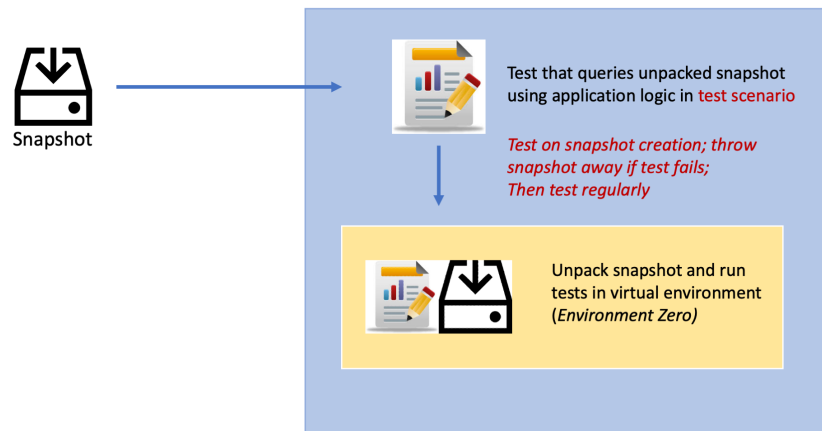 Snapshot
Test that queries unpacked snapshot
using application logic in test scenario
Test on snapshot creation; throw
snapshot away if test fails;
Then test regularly
Unpack snapshot and run
tests in virtual environment
(Environment Zero)